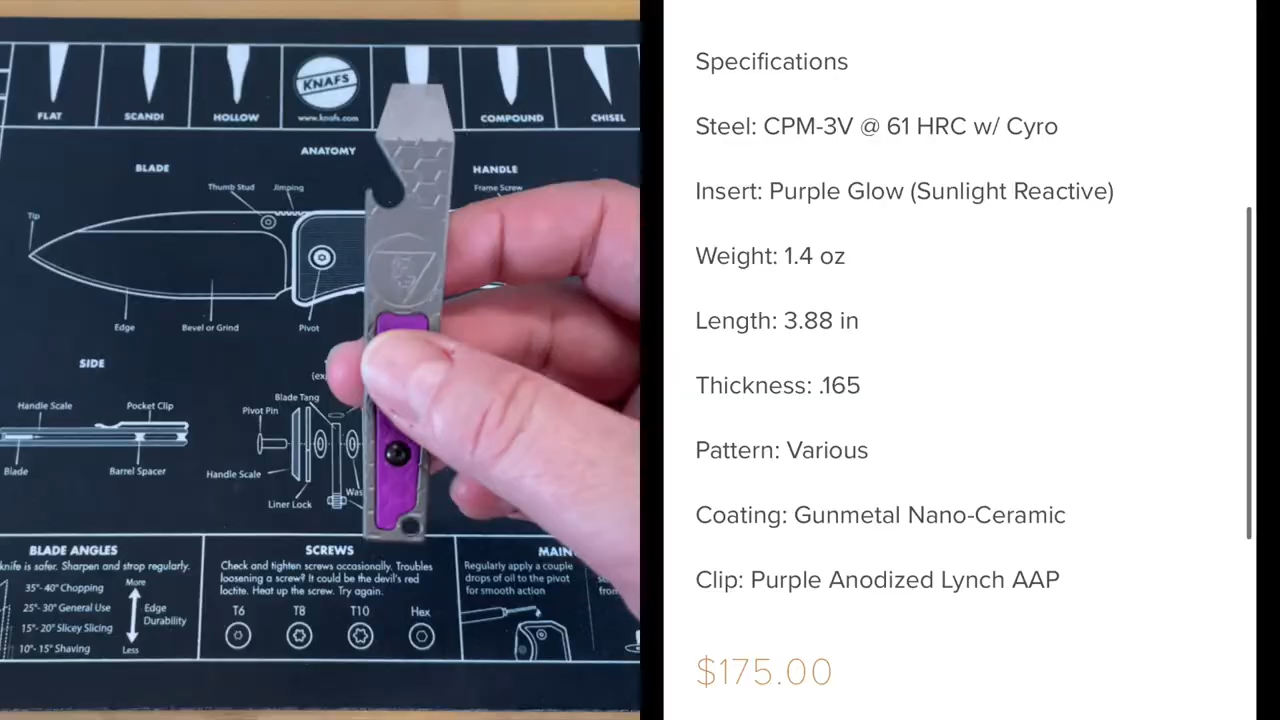 FLAT
SCANDI
HOLLOW
KNAFS
www.knafs.com
COMPOUND
CHISEL
ANATOMY
BLADE
HANDLE
Thumb Stud
Jimping
Frame Screw
Tip
Edge
Bevel or Grind
Pivot
SIDE
Handle Scale
Pocket Clip
Blade
Barrel Spacer
(ex
Blade Tang
Pivot Pin
Handle Scale
Liner Lock
Was
BLADE ANGLES
knife is safer. Sharpen and strop regularly.
35°- 40° Chopping
25°- 30° General Use
15°- 20° Slicey Slicing
10°- 15° Shaving
More
Edge
Durability
Less
SCREWS
Check and tighten screws occasionally. Troubles
loosening a screw? It could be the devil's red
loctite. Heat up the screw. Try again.
T6
T8
T10
Hex
MAIN
Regularly apply a couple
drops of oil to the pivot
for smooth action
Specifications
Steel: CPM-3V @ 61 HRC w/ Cyro
Insert: Purple Glow (Sunlight Reactive)
Weight: 1.4 oz
Length: 3.88 in
Thickness: .165
Pattern: Various
Coating: Gunmetal Nano-Ceramic
Clip: Purple Anodized Lynch AAP
$175.00